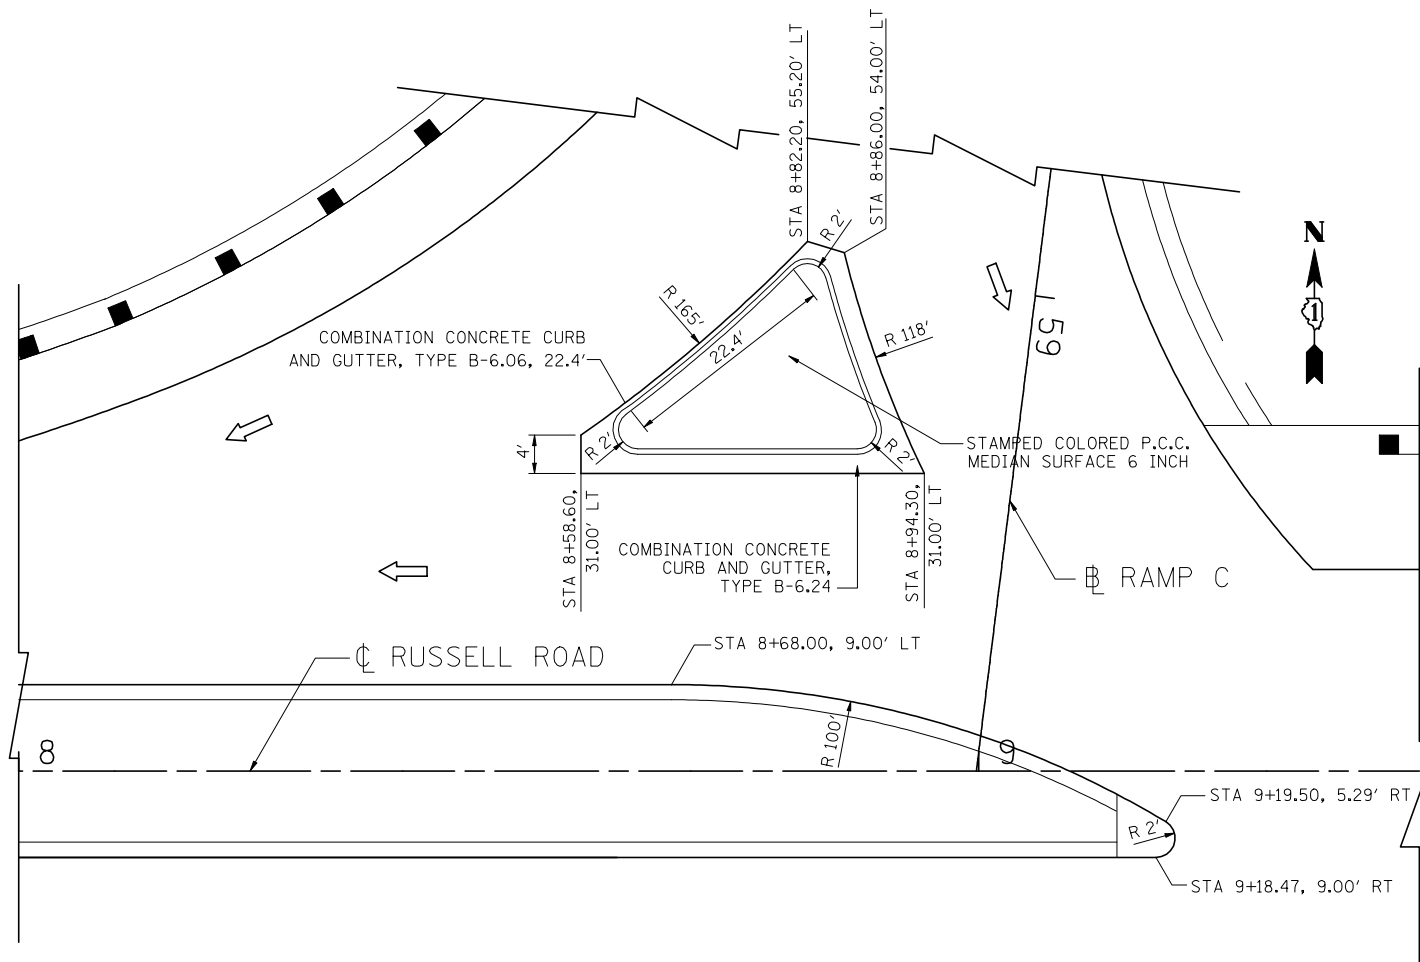 STA 8+82.20, 55.20' LT
STA 8+86.00, 54.00' LT
R 2'
N
1
R 165'
59
R 118'
COMBINATION CONCRETE CURB
AND GUTTER, TYPE B-6.06, 22.4'
22.4'
4'
R 2'
R 2'
STAMPED COLORED P.C.C.
MEDIAN SURFACE 6 INCH
STA 8+58.60,
31.00' LT
COMBINATION CONCRETE
CURB AND GUTTER,
TYPE B-6.24
STA 8+94.30,
31.00' LT
BL RAMP C
STA 8+68.00, 9.00' LT
CL RUSSELL ROAD
8
R 100'
9
STA 9+19.50, 5.29' RT
R 2'
STA 9+18.47, 9.00' RT